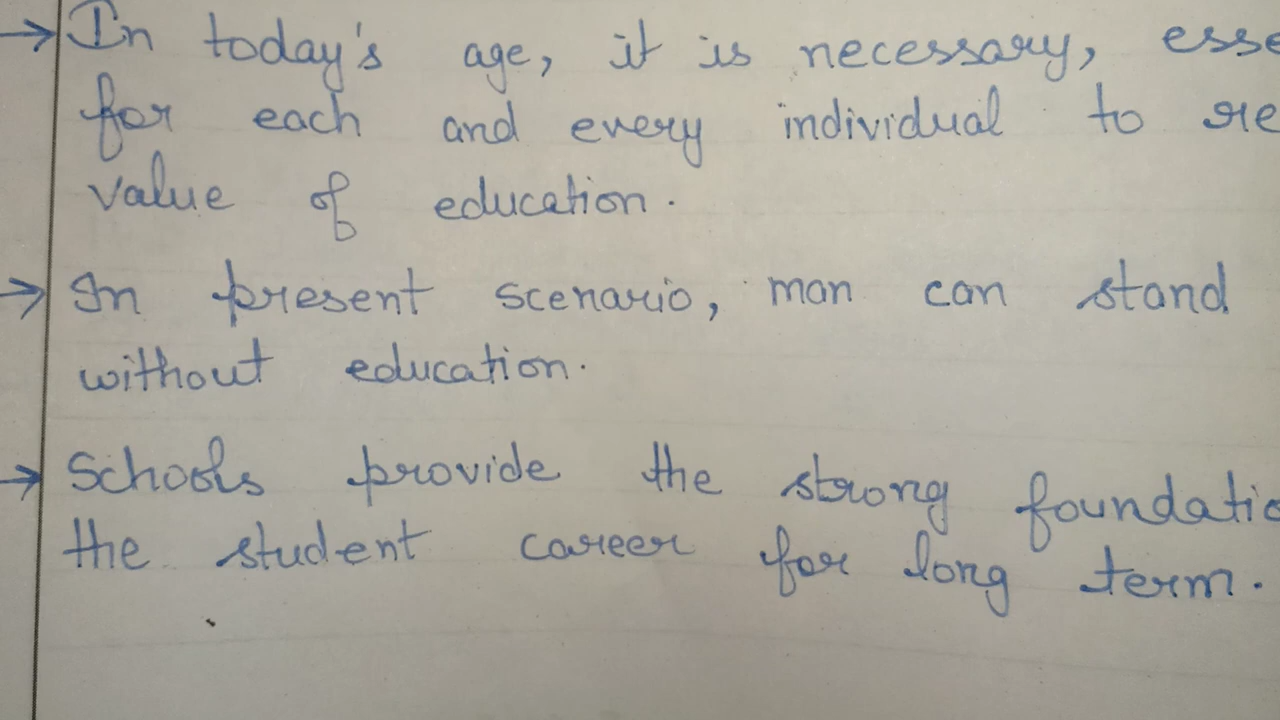 → In today's age, it is necessary, esse
for each and every individual to re
value of education.
→ In present scenario, man can stand
without education.
→ Schools provide the strong foundatio
the student career for long term.